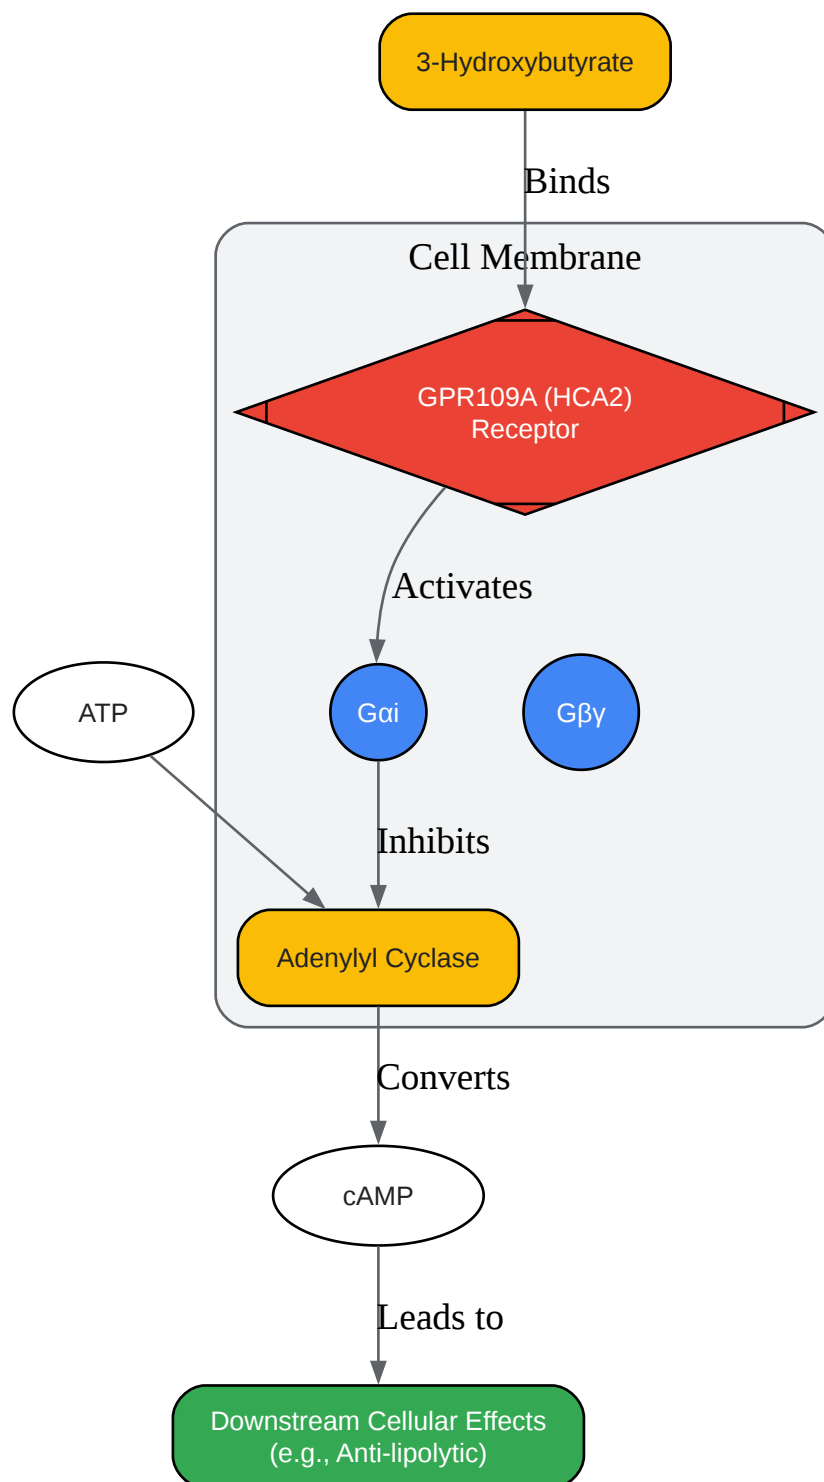 3-Hydroxybutyrate
Binds
Cell Membrane
GPR109A (HCA2)
Receptor
Activates
ATP
Gαi
Gβγ
Inhibits
Adenylyl Cyclase
Converts
cAMP
Leads to
Downstream Cellular Effects
(e.g., Anti-lipolytic)